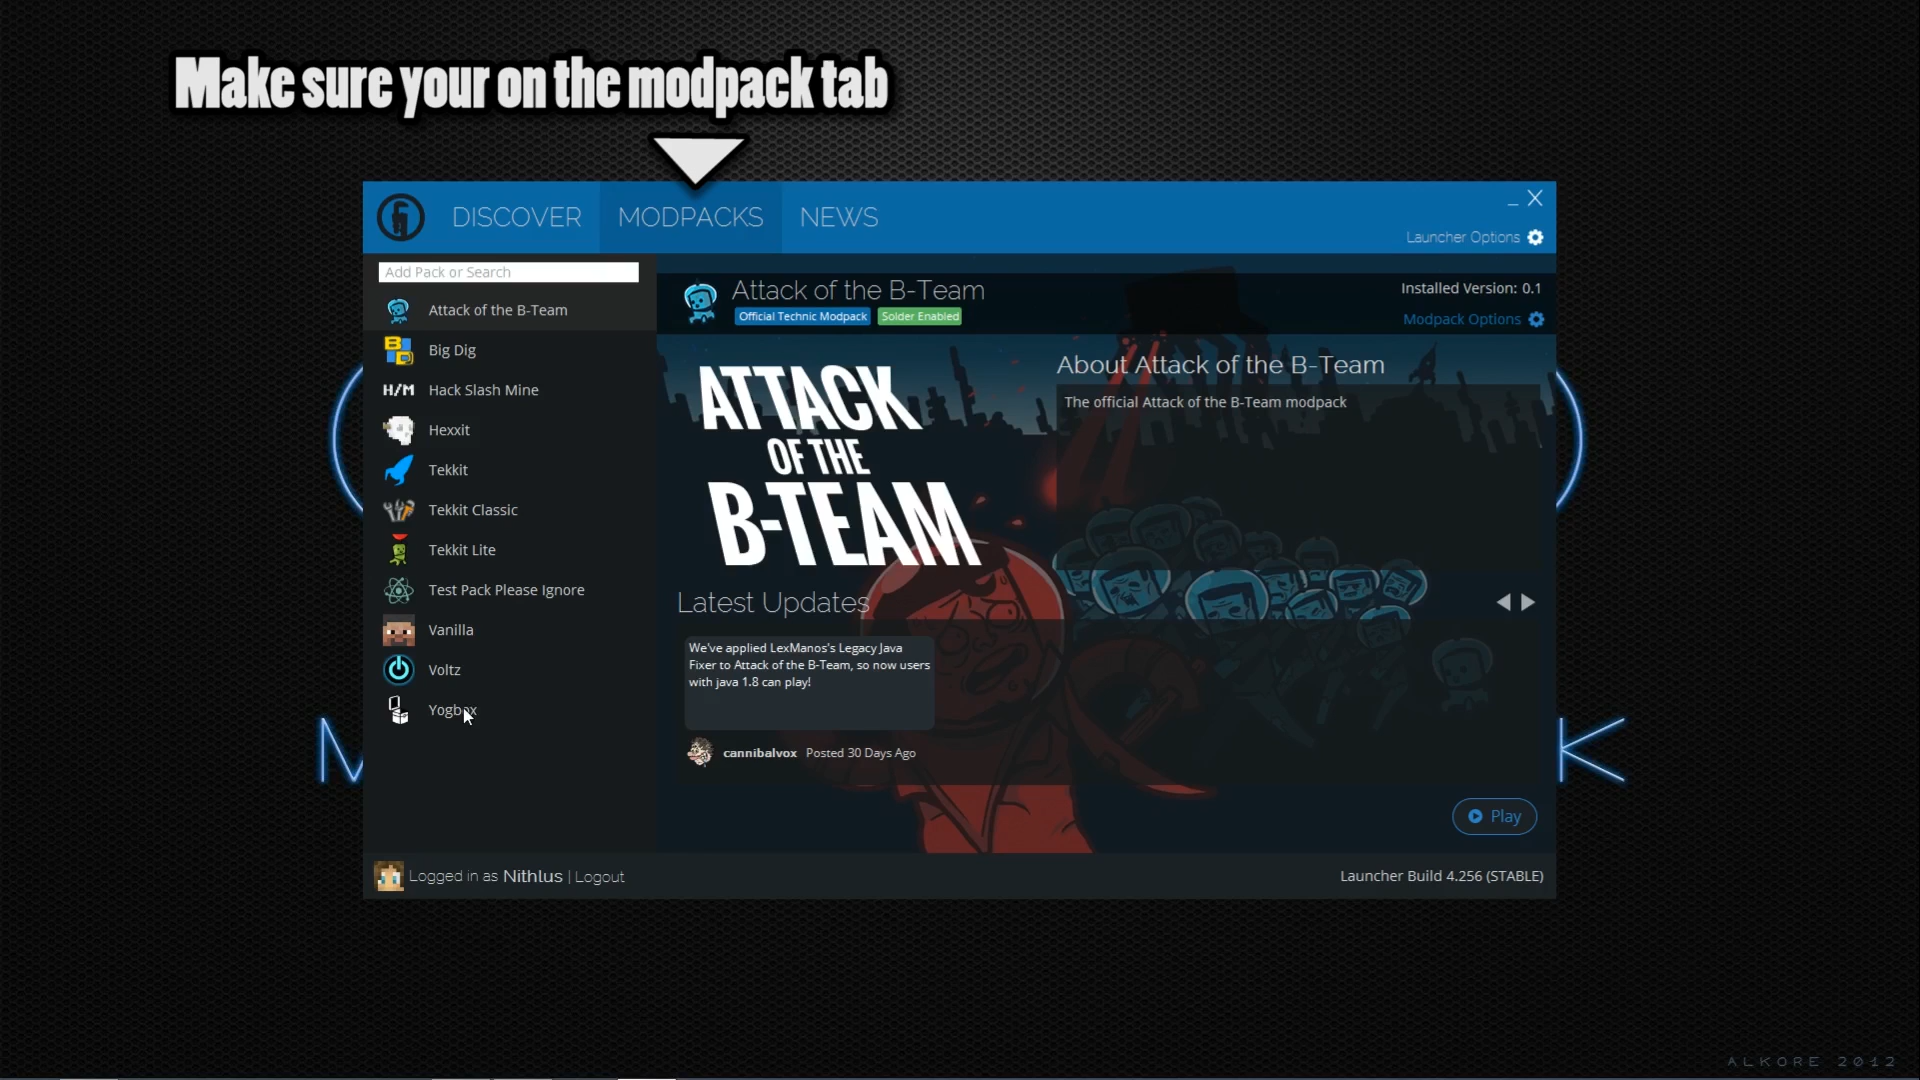 Make sure your on the modpack tab
DISCOVER
MODPACKS
NEWS
Launcher Options
Add Pack or Search
Attack of the B-Team
Big Dig
H/M Hack Slash Mine
Hexxit
Tekkit
Tekkit Classic
Tekkit Lite
Test Pack Please Ignore
Vanilla
Voltz
Yogbox
Attack of the B-Team
Official Technic Modpack
Solder Enabled
Installed Version: 0.1
Modpack Options
ATTACK
OF THE
B-TEAM
About Attack of the B-Team
The official Attack of the B-Team modpack
Latest Updates
We've applied LexManos's Legacy Java
Fixer to Attack of the B-Team, so now users
with java 1.8 can play!
cannibalvox Posted 30 Days Ago
Play
Logged in as Nithlus | Logout
Launcher Build 4.256 (STABLE)
M
K
ALKORE 2012